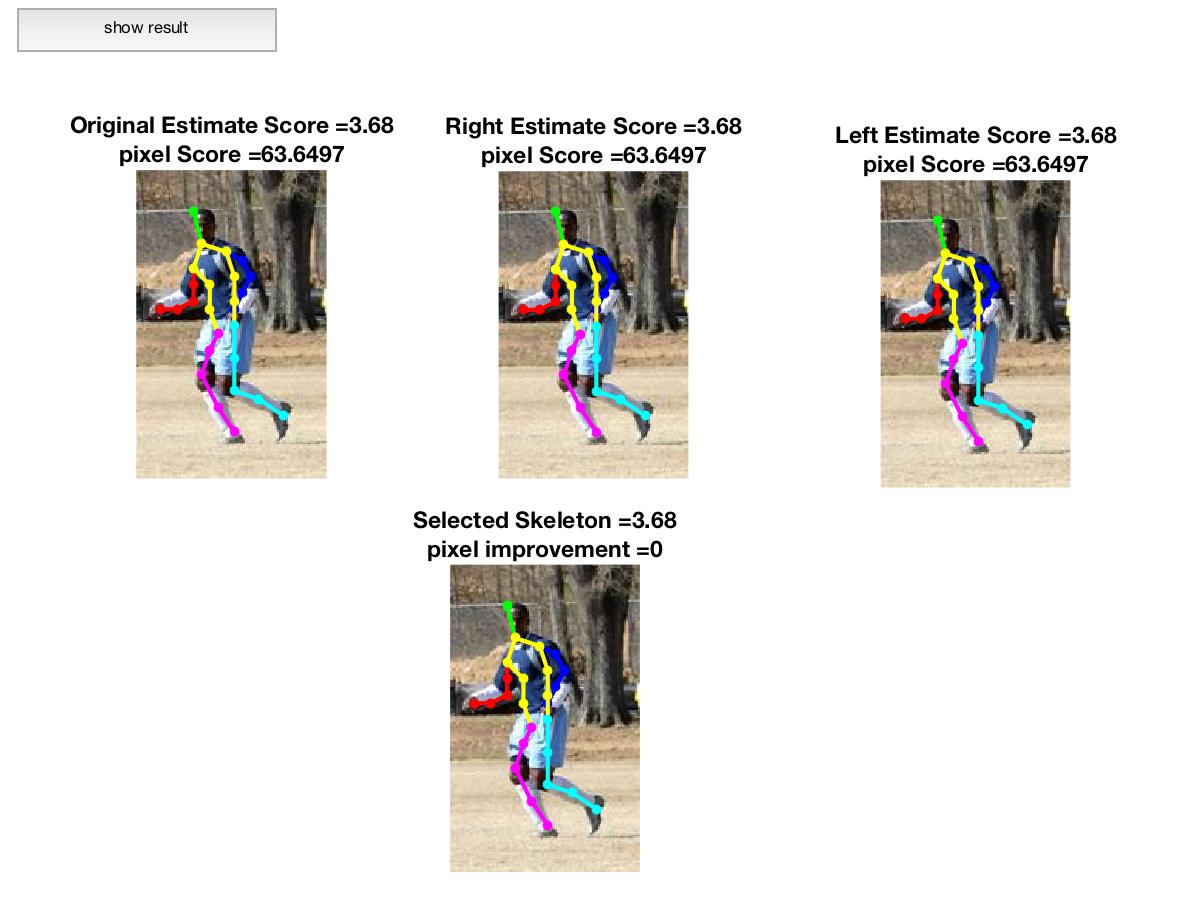 show result
Original Estimate Score =3.68
pixel Score =63.6497
Right Estimate Score =3.68
pixel Score =63.6497
Left Estimate Score =3.68
pixel Score =63.6497
Selected Skeleton =3.68
pixel improvement =0